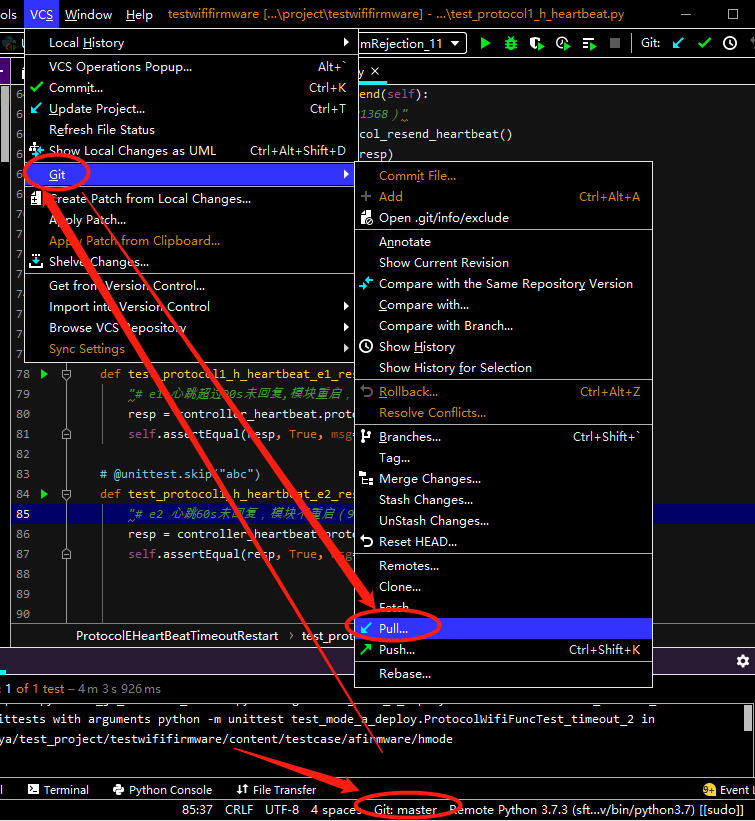 ols VCS Window Help testwififirmware [...\project\testwififirmware] - ...\test_protocol1_h_heartbeat.py
Local History
VCS Operations Popup... Alt+`
Commit... Ctrl+K
Update Project... Ctrl+T
Refresh File Status
Show Local Changes as UML Ctrl+Alt+Shift+D
Git
Create Patch from Local Changes...
Apply Patch...
Apply Patch from Clipboard...
Shelve Changes...
Get from Version Control...
Import into Version Control
Browse VCS Repository
Sync Settings
mRejection_11 Git:
end(self):
1368 )"
col_resend_heartbeat()
resp)
Commit File...
Add Ctrl+Alt+A
Open .git/info/exclude
Annotate
Show Current Revision
Compare with the Same Repository Version
Compare with...
Compare with Branch...
Show History
Show History for Selection
Rollback... Ctrl+Alt+Z
Resolve Conflicts...
Branches... Ctrl+Shift+`
Tag...
Merge Changes...
Stash Changes...
UnStash Changes...
Reset HEAD...
Remotes...
Clone...
Fetch
Pull...
Push... Ctrl+Shift+K
Rebase...
78 def test_protocol1_h_heartbeat_e1_res
79 "# e1 心跳超过90s未回复,模块重启,
80 resp = controller_heartbeat.proto
81 self.assertEqual(resp, True, msg=
82
83 # @unittest.skip("abc")
84 def test_protocol1_h_heartbeat_e2_res
85 "# e2 心跳60s未回复,模块不重启(9
86 resp = controller_heartbeat.proto
87 self.assertEqual(resp, True, msg=
88
89
90
ProtocolEHeartBeatTimeoutRestart › test_prot
: 1 of 1 test – 4 m 3 s 926 ms
nittests with arguments python -m unittest test_mode_a_deploy.ProtocolWifiFuncTest_timeout_2 in
ya/test_project/testwififirmware/content/testcase/afirmware/hmode
Terminal Python Console File Transfer 9+ Event L
85:37 CRLF UTF-8 4 spaces Git: master Remote Python 3.7.3 (sft...v/bin/python3.7) [[sudo]]